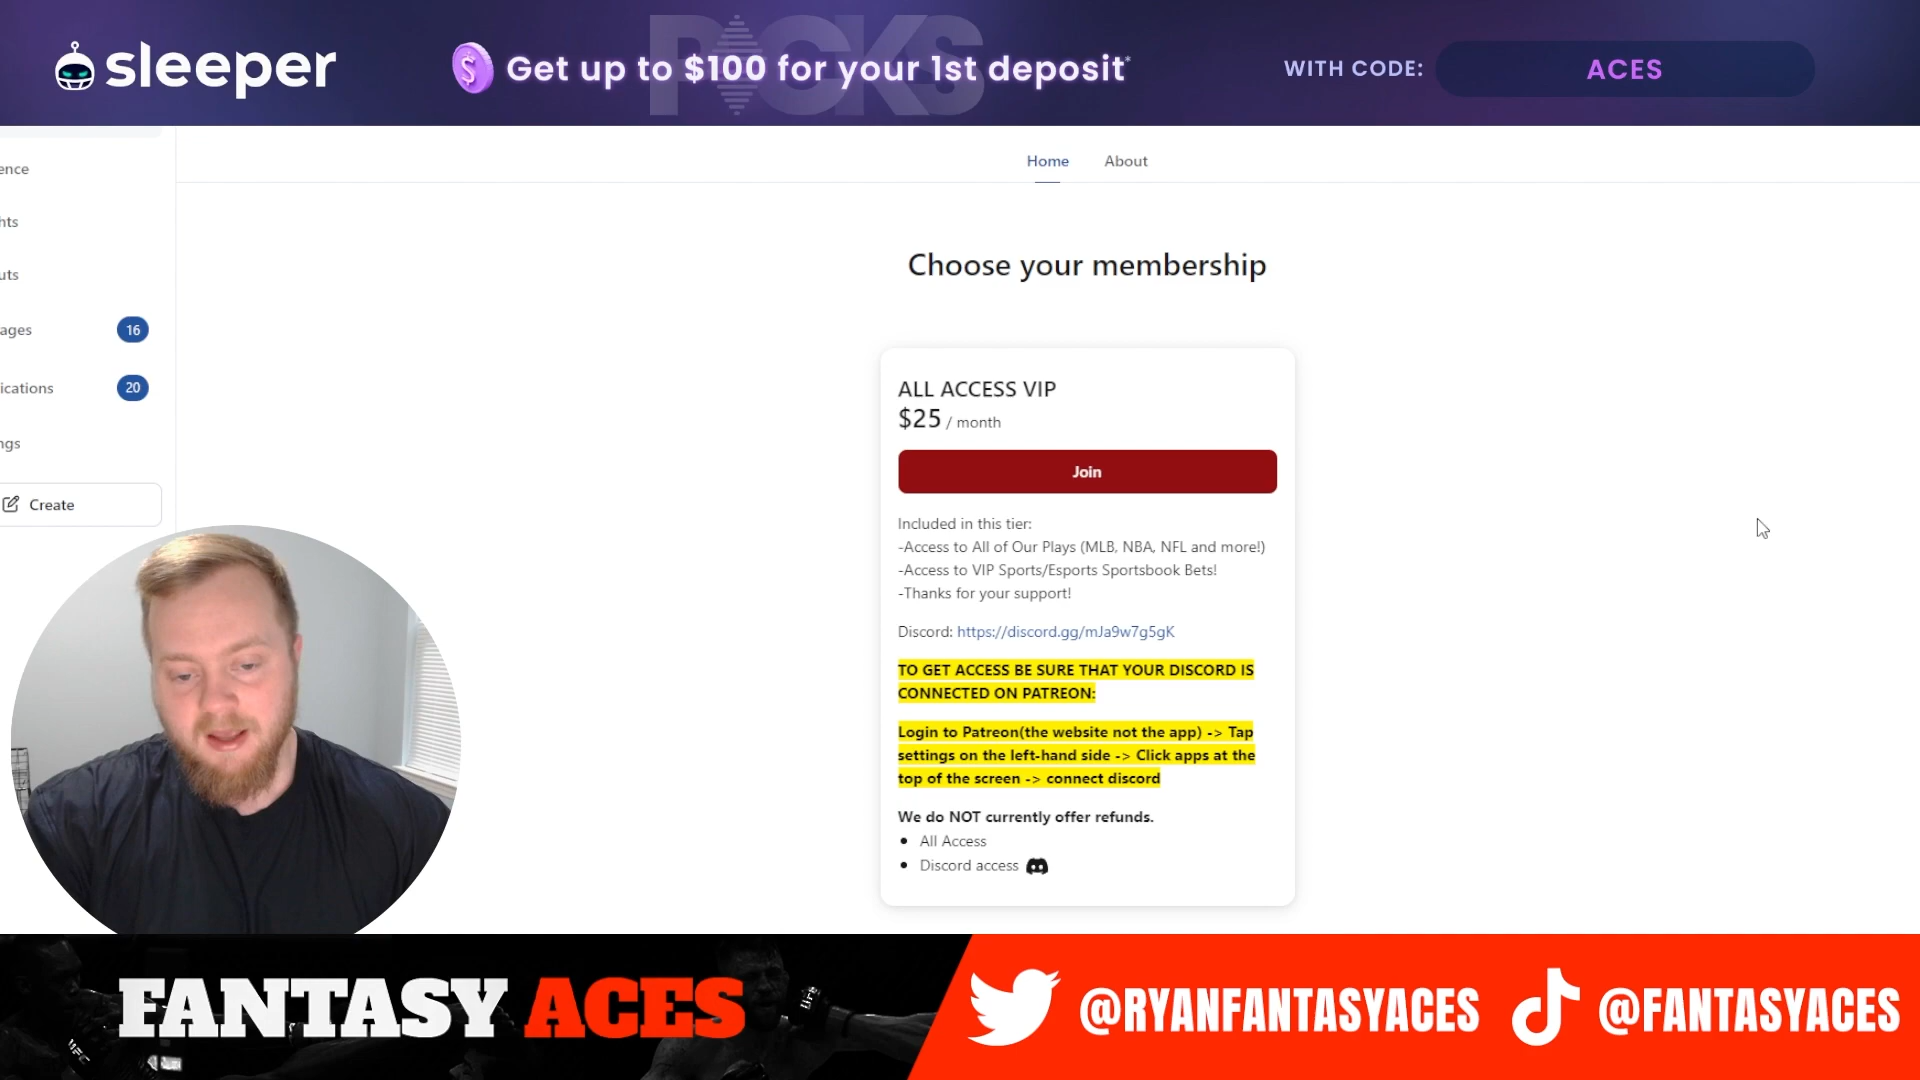 sleeper
PICKS
$ Get up to $100 for your 1st deposit*
WITH CODE: ACES
Home About
ence
hts
uts
ages 16
ications 20
ngs
Create
Choose your membership
ALL ACCESS VIP
$25 / month
Join
Included in this tier:
-Access to All of Our Plays (MLB, NBA, NFL and more!)
-Access to VIP Sports/Esports Sportsbook Bets!
-Thanks for your support!
Discord: https://discord.gg/mJa9w7g5gK
TO GET ACCESS BE SURE THAT YOUR DISCORD IS
CONNECTED ON PATREON:
Login to Patreon(the website not the app) -> Tap
settings on the left-hand side -> Click apps at the
top of the screen -> connect discord
We do NOT currently offer refunds.
• All Access
• Discord access
FANTASY ACES
UFC
UFC
@RYANFANTASYACES
@FANTASYACES